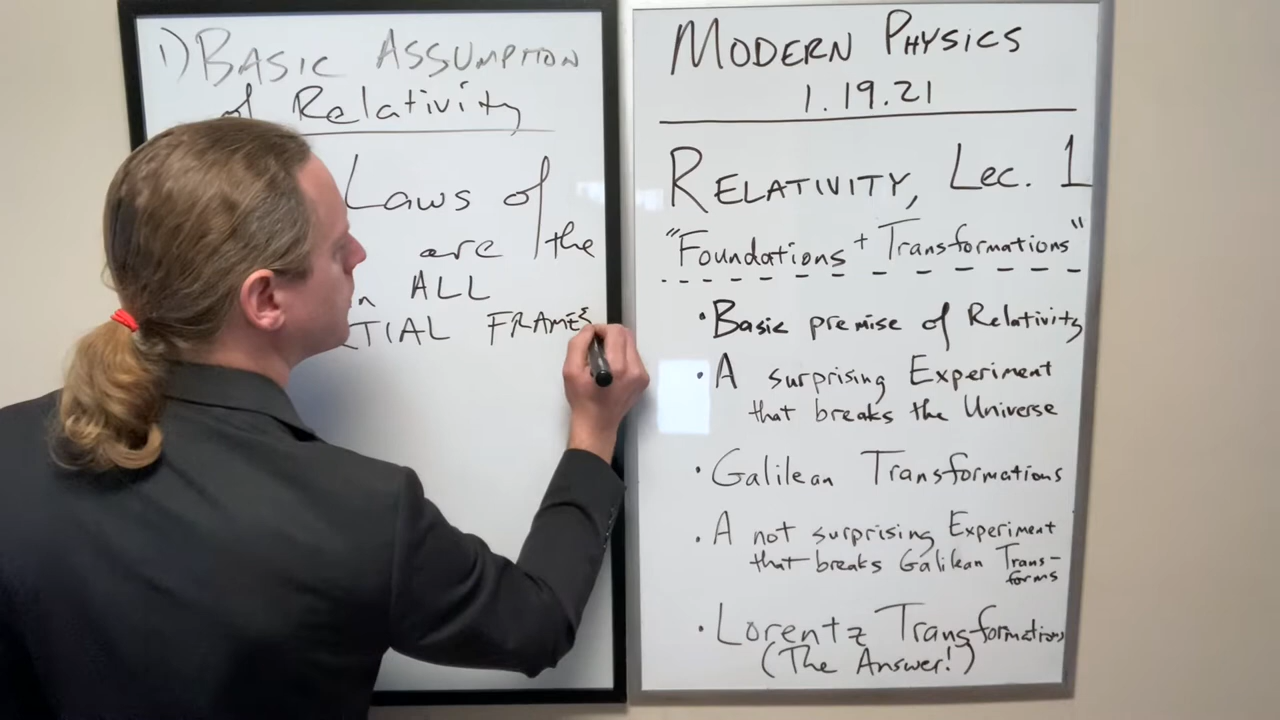 1) BASIC ASSUMPTION
of Relativity
Laws of
are the
ALL
FRAMES
MODERN PHYSICS
1.19.21
RELATIVITY, Lec. 1
"Foundations + Transformations"
• Basic premise of Relativity
• A surprising Experiment
that breaks the Universe
• Galilean Transformations
• A not surprising Experiment
that breaks Galilean Trans-
forms
• Lorentz Transformations
(The Answer!)